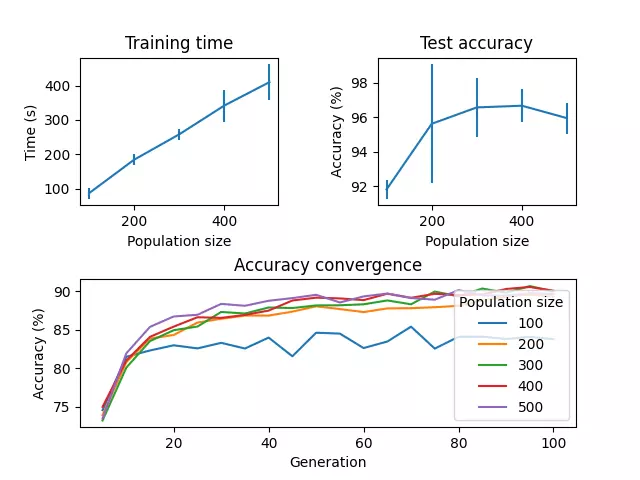 Training time
Time (s)
400
300
200
100
200
400
Population size
Test accuracy
Accuracy (%)
98
96
94
92
200
400
Population size
Accuracy convergence
Accuracy (%)
90
85
80
75
20
40
60
80
100
Generation
Population size
100
200
300
400
500